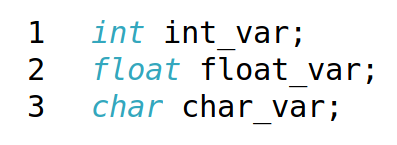 1 int int_var;
2 float float_var;
3 char char_var;